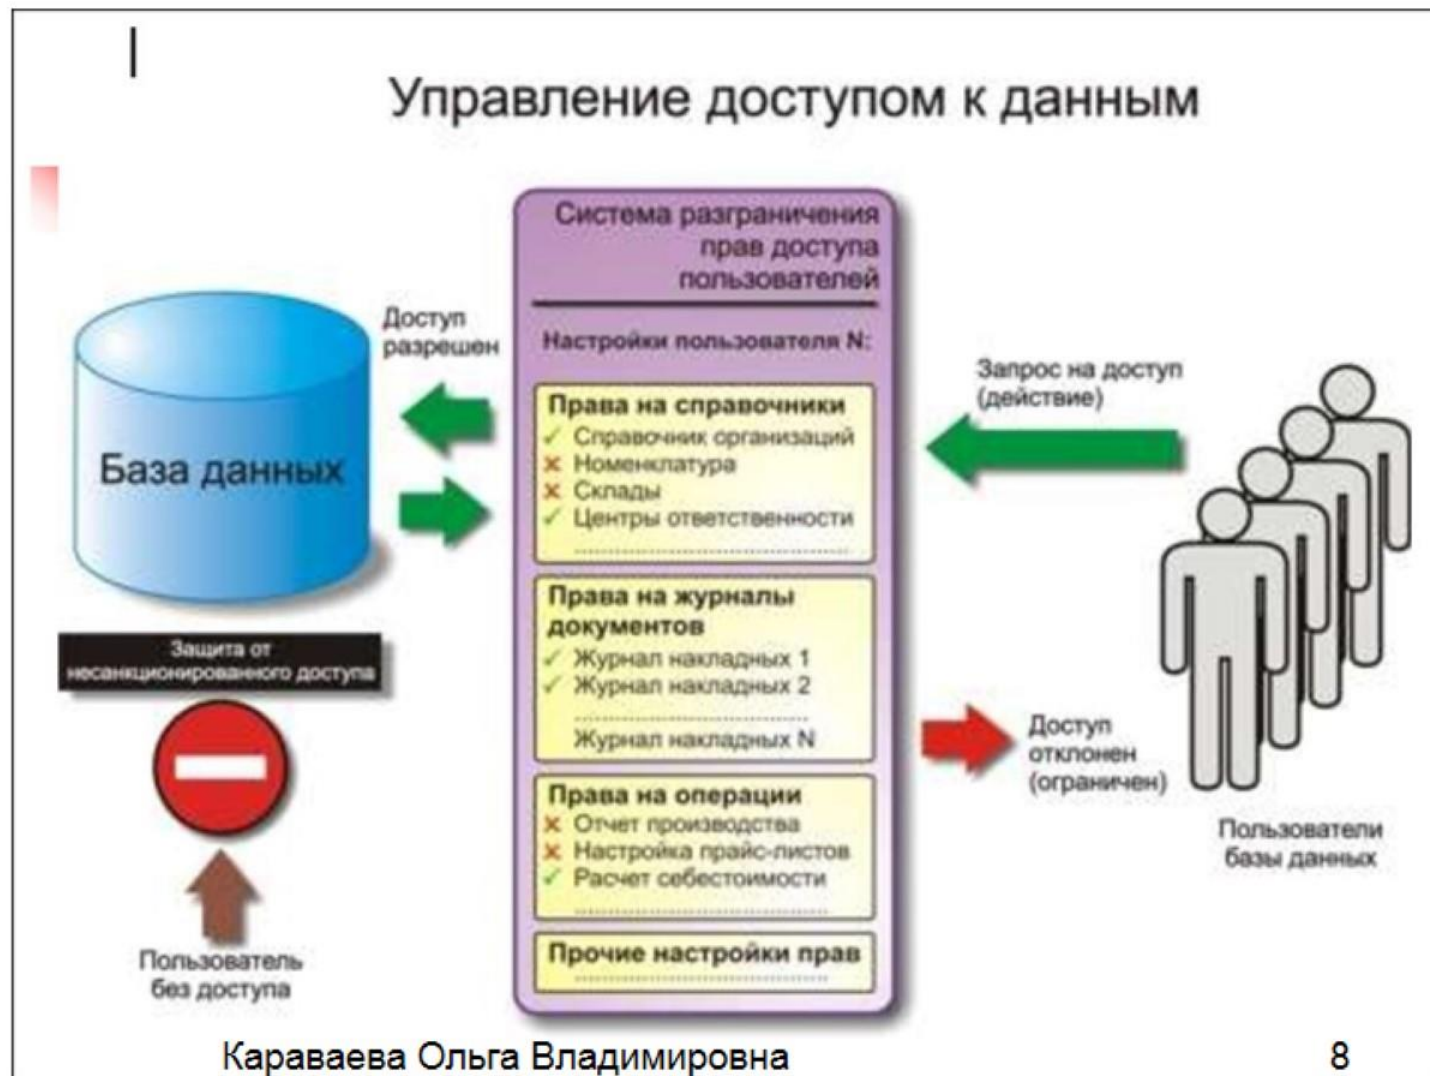 Управление доступом к данным
Система разграничения
прав доступа
пользователей
Настройки пользователя N:
Права на справочники
✓ Справочник организаций
✗ Номенклатура
✗ Склады
✓ Центры ответственности
........................................
Права на журналы
документов
✓ Журнал накладных 1
✓ Журнал накладных 2
..................................
Журнал накладных N
Права на операции
✗ Отчет производства
✗ Настройка прайс-листов
✓ Расчет себестоимости
.....................................
Прочие настройки прав
.....................................
Доступ
разрешен
База данных
Защита от
несанкционированного доступа
Пользователь
без доступа
Запрос на доступ
(действие)
Доступ
отклонен
(ограничен)
Пользователи
базы данных
Караваева Ольга Владимировна
8